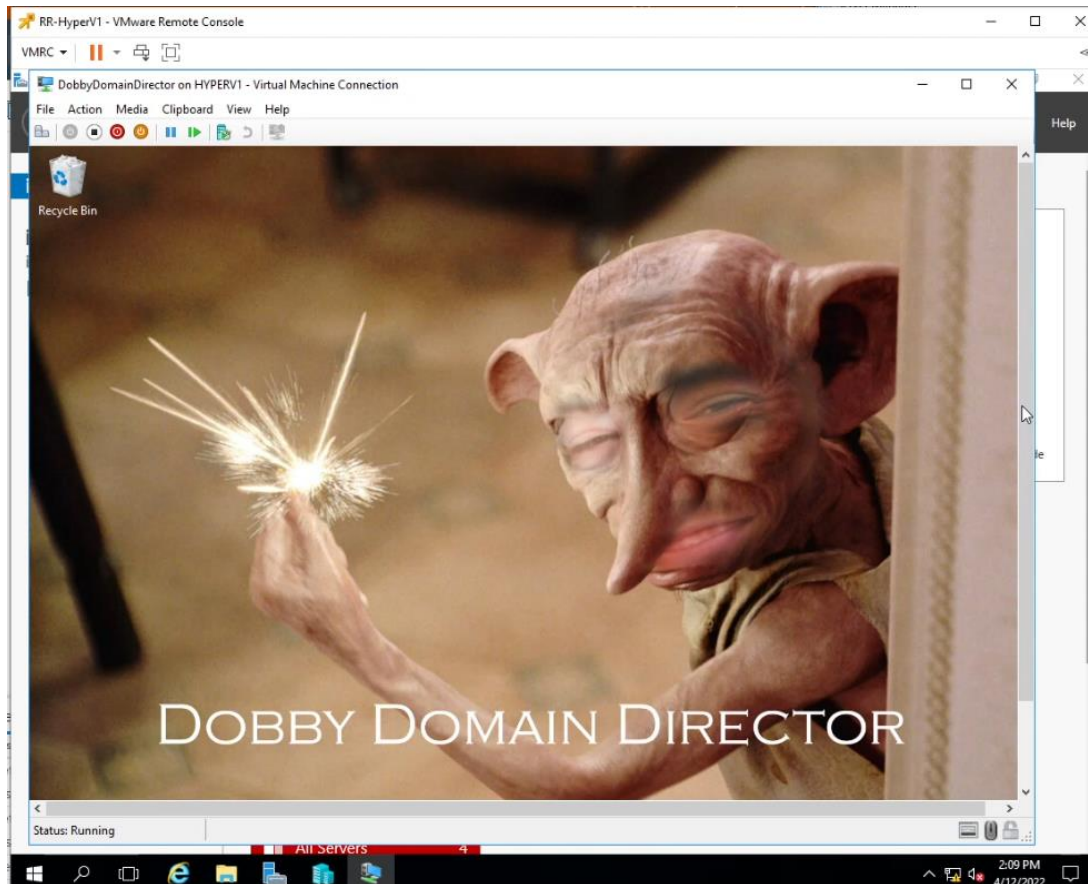 RR-HyperV1 - VMware Remote Console
VMRC
DobbyDomainDirector on HYPERV1 - Virtual Machine Connection
File Action Media Clipboard View Help
Help
Recycle Bin
DOBBY DOMAIN DIRECTOR
Status: Running
All Servers 4
2:09 PM
4/12/2022